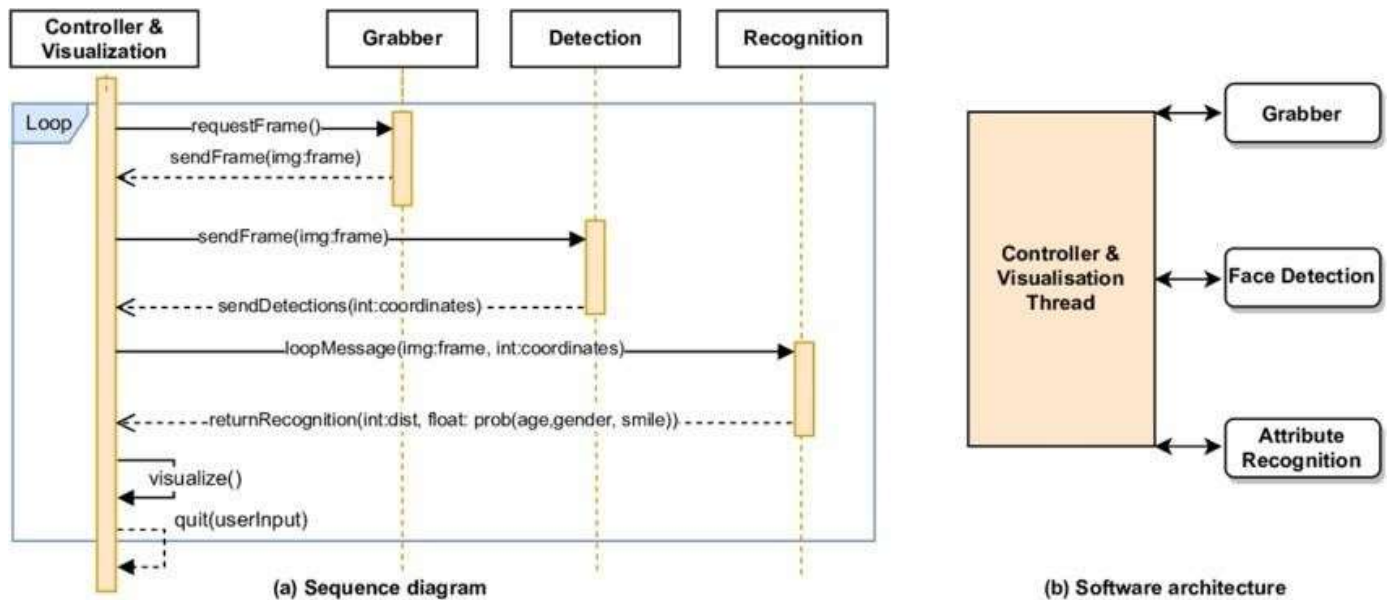 Controller &
Visualization
Grabber
Detection
Recognition
Loop
requestFrame()
sendFrame(img:frame)
sendFrame(img:frame)
sendDetections(int:coordinates)
loopMessage(img:frame, int:coordinates)
returnRecognition(int:dist, float: prob(age,gender, smile))
visualize()
quit(userInput)
(a) Sequence diagram
Controller &
Visualisation
Thread
Grabber
Face Detection
Attribute
Recognition
(b) Software architecture